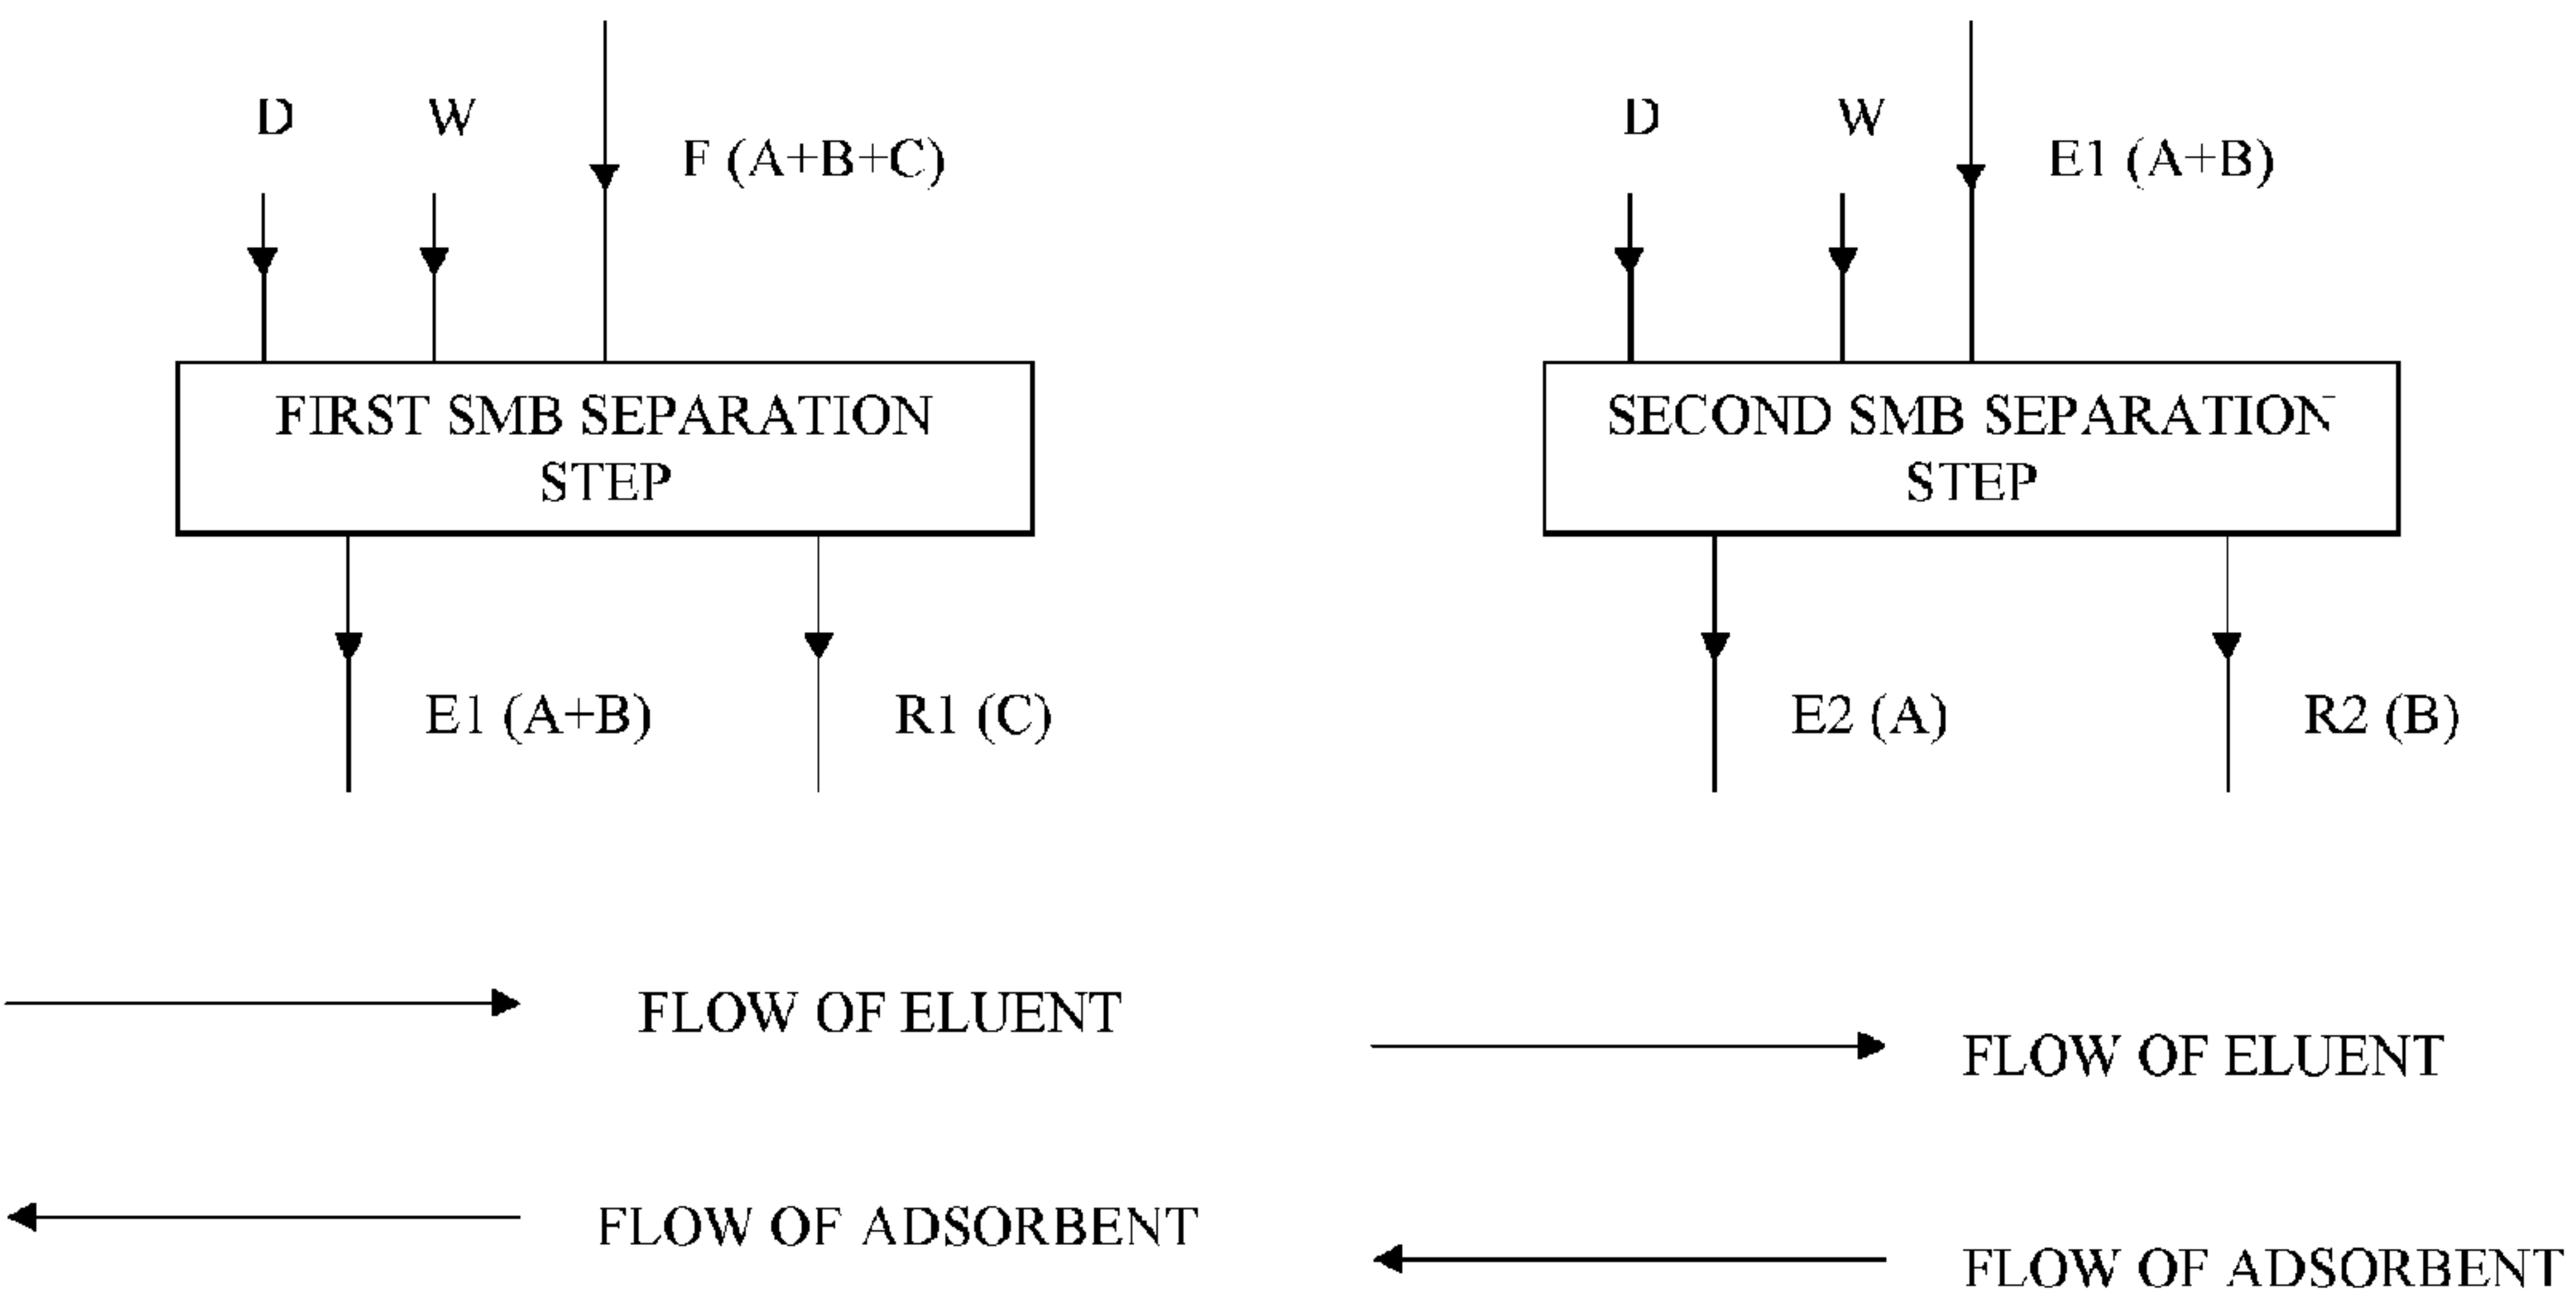 D W F (A+B+C)
FIRST SMB SEPARATION
STEP
E1 (A+B) R1 (C)
D W E1 (A+B)
SECOND SMB SEPARATION
STEP
E2 (A) R2 (B)
FLOW OF ELUENT
FLOW OF ADSORBENT
FLOW OF ELUENT
FLOW OF ADSORBENT